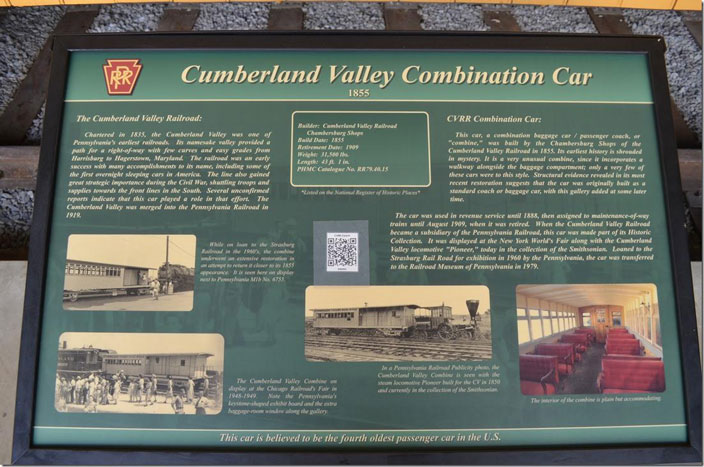 PRR
Cumberland Valley Combination Car
1855
The Cumberland Valley Railroad:
Chartered in 1835, the Cumberland Valley was one of
Pennsylvania's earliest railroads. Its namesake valley provided a
path for a right-of-way with few curves and easy grades from
Harrisburg to Hagerstown, Maryland. The railroad was an early
success with many accomplishments to its name, including some of
the first overnight sleeping cars in America. The line also gained
great strategic importance during the Civil War, shuttling troops and
supplies towards the front lines in the South. Several unconfirmed
reports indicate that this car played a role in that effort. The
Cumberland Valley was merged into the Pennsylvania Railroad in
1919.
Builder: Cumberland Valley Railroad
Chambersburg Shops
Build Date: 1855
Retirement Date: 1909
Weight: 31,500 lbs.
Length: 43 ft. 1 in.
PHMC Catalogue No. RR79.40.15
*Listed on the National Register of Historic Places*
CVRR Combination Car:
This car, a combination baggage car / passenger coach, or
"combine," was built by the Chambersburg Shops of the
Cumberland Valley Railroad in 1855. Its earliest history is shrouded
in mystery. It is a very unusual combine, since it incorporates a
walkway alongside the baggage compartment; only a very few of
these cars were to this style. Structural evidence revealed in its most
recent restoration suggests that the car was originally built as a
standard coach or baggage car, with this gallery added at some later
time.
The car was used in revenue service until 1888, then assigned to maintenance-of-way
trains until August 1909, when it was retired. When the Cumberland Valley Railroad
became a subsidiary of the Pennsylvania Railroad, this car was made part of its Historic
Collection. It was displayed at the New York World's Fair along with the Cumberland
Valley locomotive "Pioneer," today in the collection of the Smithsonian. Loaned to the
Strasburg Rail Road for exhibition in 1960 by the Pennsylvania, the car was transferred
to the Railroad Museum of Pennsylvania in 1979.
While on loan to the Strasburg
Railroad in the 1960's, the combine
underwent an extensive restoration in
an attempt to return it closer to its 1855
appearance. It is seen here on display
next to Pennsylvania M1b No. 6755.
The Cumberland Valley Combine on
display at the Chicago Railroad's Fair in
1948-1949. Note the Pennsylvania's
keystone-shaped exhibit board and the extra
baggage-room window along the gallery.
In a Pennsylvania Railroad Publicity photo, the
Cumberland Valley Combine is seen with the
steam locomotive Pioneer built for the CV in 1850
and currently in the collection of the Smithsonian.
The interior of the combine is plain but accommodating.
This car is believed to be the fourth oldest passenger car in the U.S.